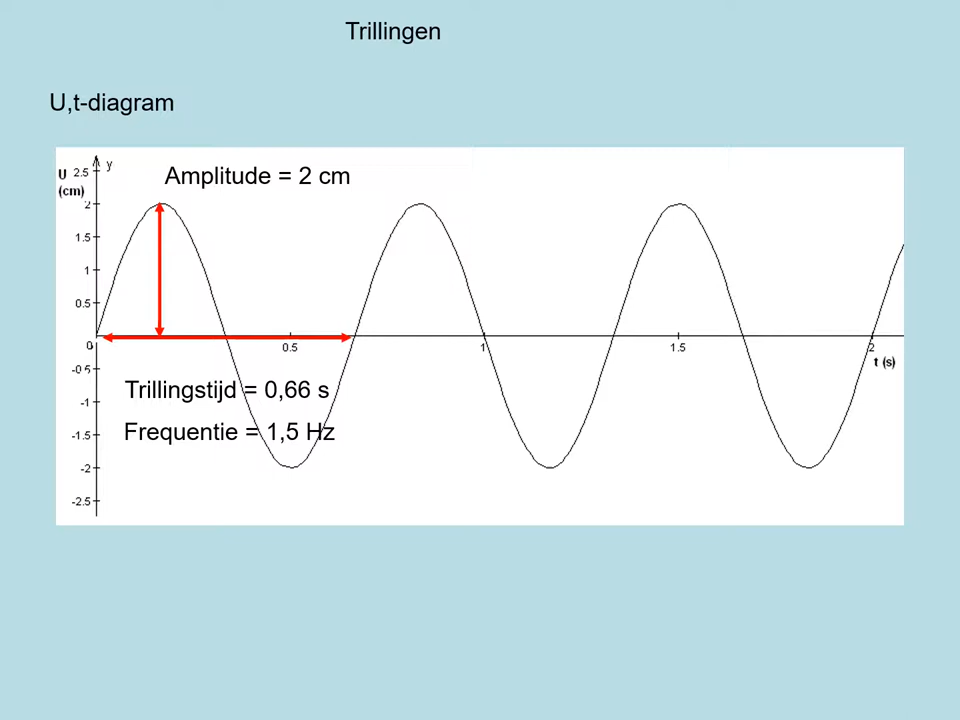 Trillingen
U,t-diagram
y
U
(cm)
2.5
Amplitude = 2 cm
2
1.5
1
0.5
0
0.5
1
1.5
2
t (s)
-0.5
Trillingstijd = 0,66 s
-1
Frequentie = 1,5 Hz
-1.5
-2
-2.5